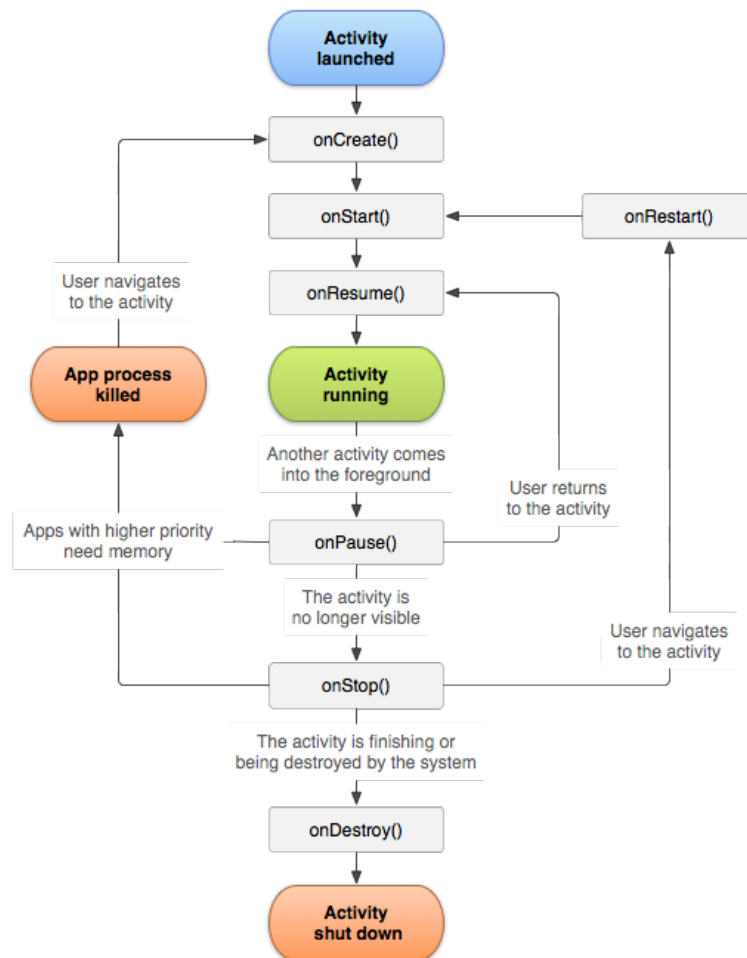 Activity
launched
onCreate()
onStart()
onRestart()
User navigates
to the activity
onResume()
App process
killed
Activity
running
Another activity comes
into the foreground
User returns
to the activity
Apps with higher priority
need memory
onPause()
The activity is
no longer visible
User navigates
to the activity
onStop()
The activity is finishing or
being destroyed by the system
onDestroy()
Activity
shut down